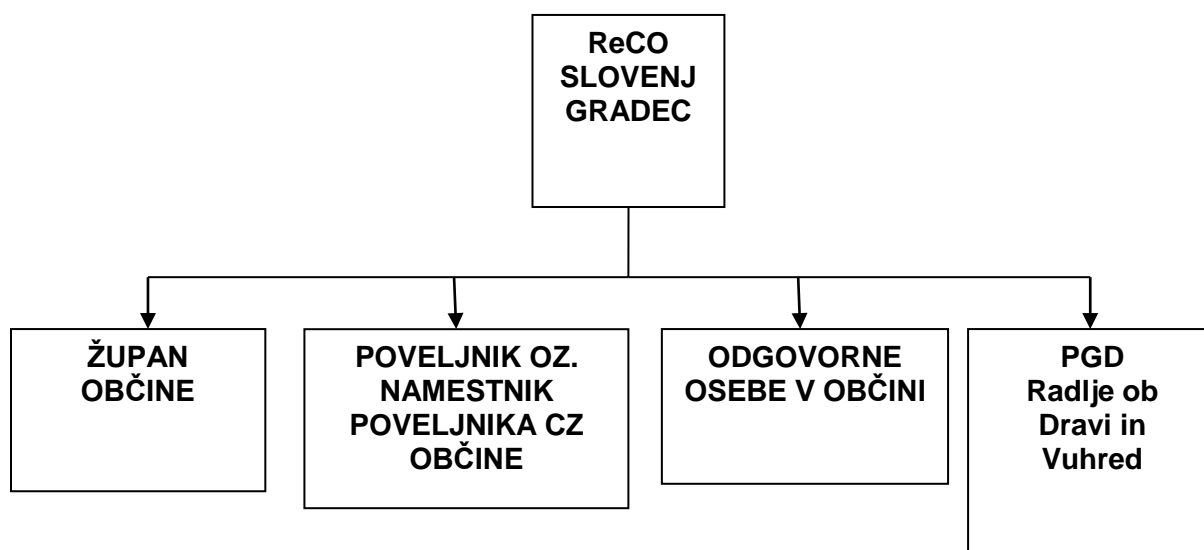 ReCO
SLOVENJ
GRADEC
ŽUPAN
OBČINE
POVELJNIK OZ.
NAMESTNIK
POVELJNIKA CZ
OBČINE
ODGOVORNE
OSEBE V OBČINI
PGD
Radlje ob
Dravi in
Vuhred